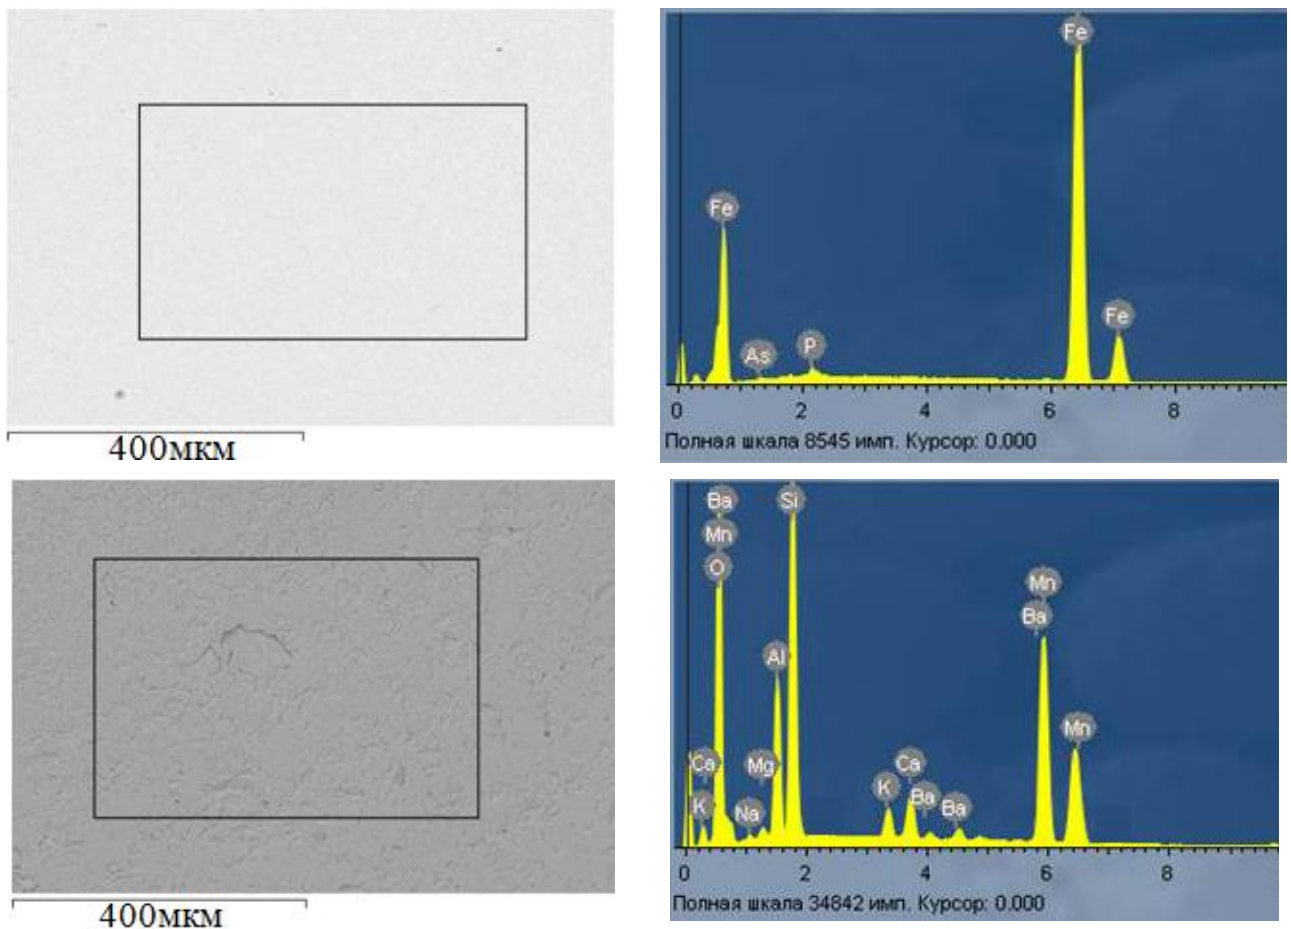 Fe
Fe
Fe
As
P
0 2 4 6 8
Полная шкала 8545 имп. Курсор: 0.000
400мкм
Ba
Si
Mn
O
Mn
Ba
Al
Mn
Ca
Mg
Ca
K
Ba
K
Na
Ba
0 2 4 6 8
Полная шкала 34842 имп. Курсор: 0.000
400мкм